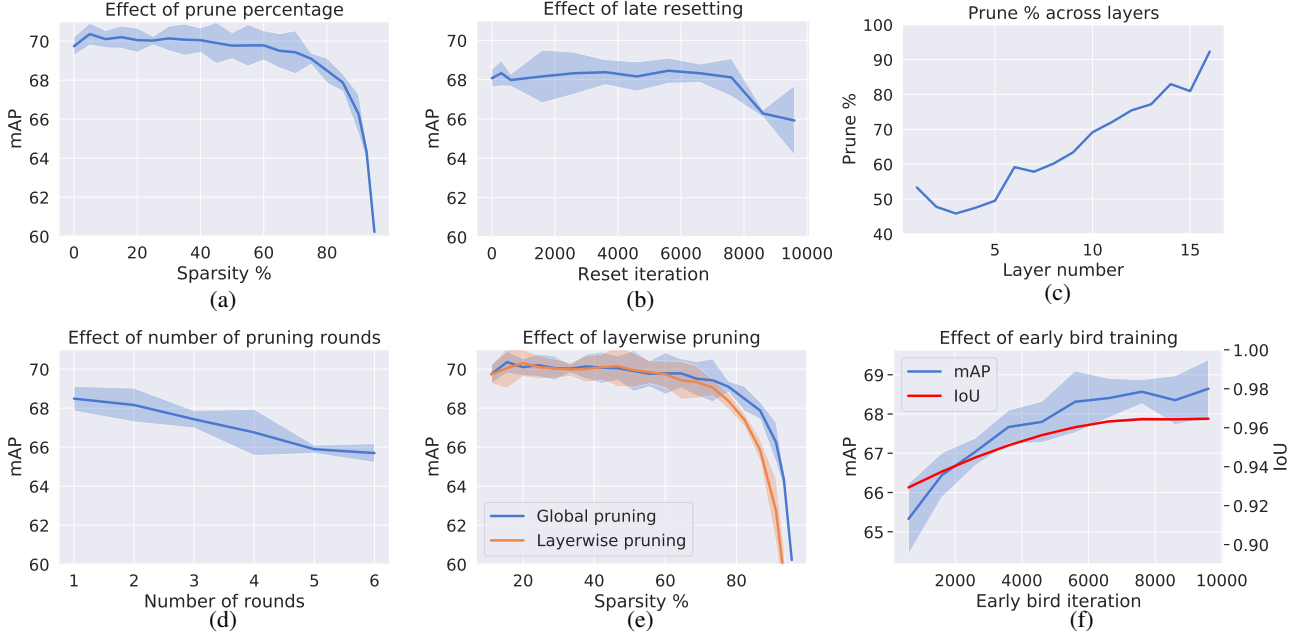 Effect of prune percentage
70
68
66
64
62
60
mAP
0 20 40 60 80
Sparsity %
(a)
Effect of late resetting
70
68
66
64
62
60
mAP
0 2000 4000 6000 8000 10000
Reset iteration
(b)
Prune % across layers
100
90
80
70
60
50
40
Prune %
5 10 15
Layer number
(c)
Effect of number of pruning rounds
70
68
66
64
62
60
mAP
1 2 3 4 5 6
Number of rounds
(d)
Effect of layerwise pruning
70
68
66
64
62
60
mAP
Global pruning
Layerwise pruning
20 40 60 80
Sparsity %
(e)
Effect of early bird training
mAP
IoU
69
68
67
66
65
mAP
1.00
0.98
0.96
0.94
0.92
0.90
IoU
2000 4000 6000 8000 10000
Early bird iteration
(f)